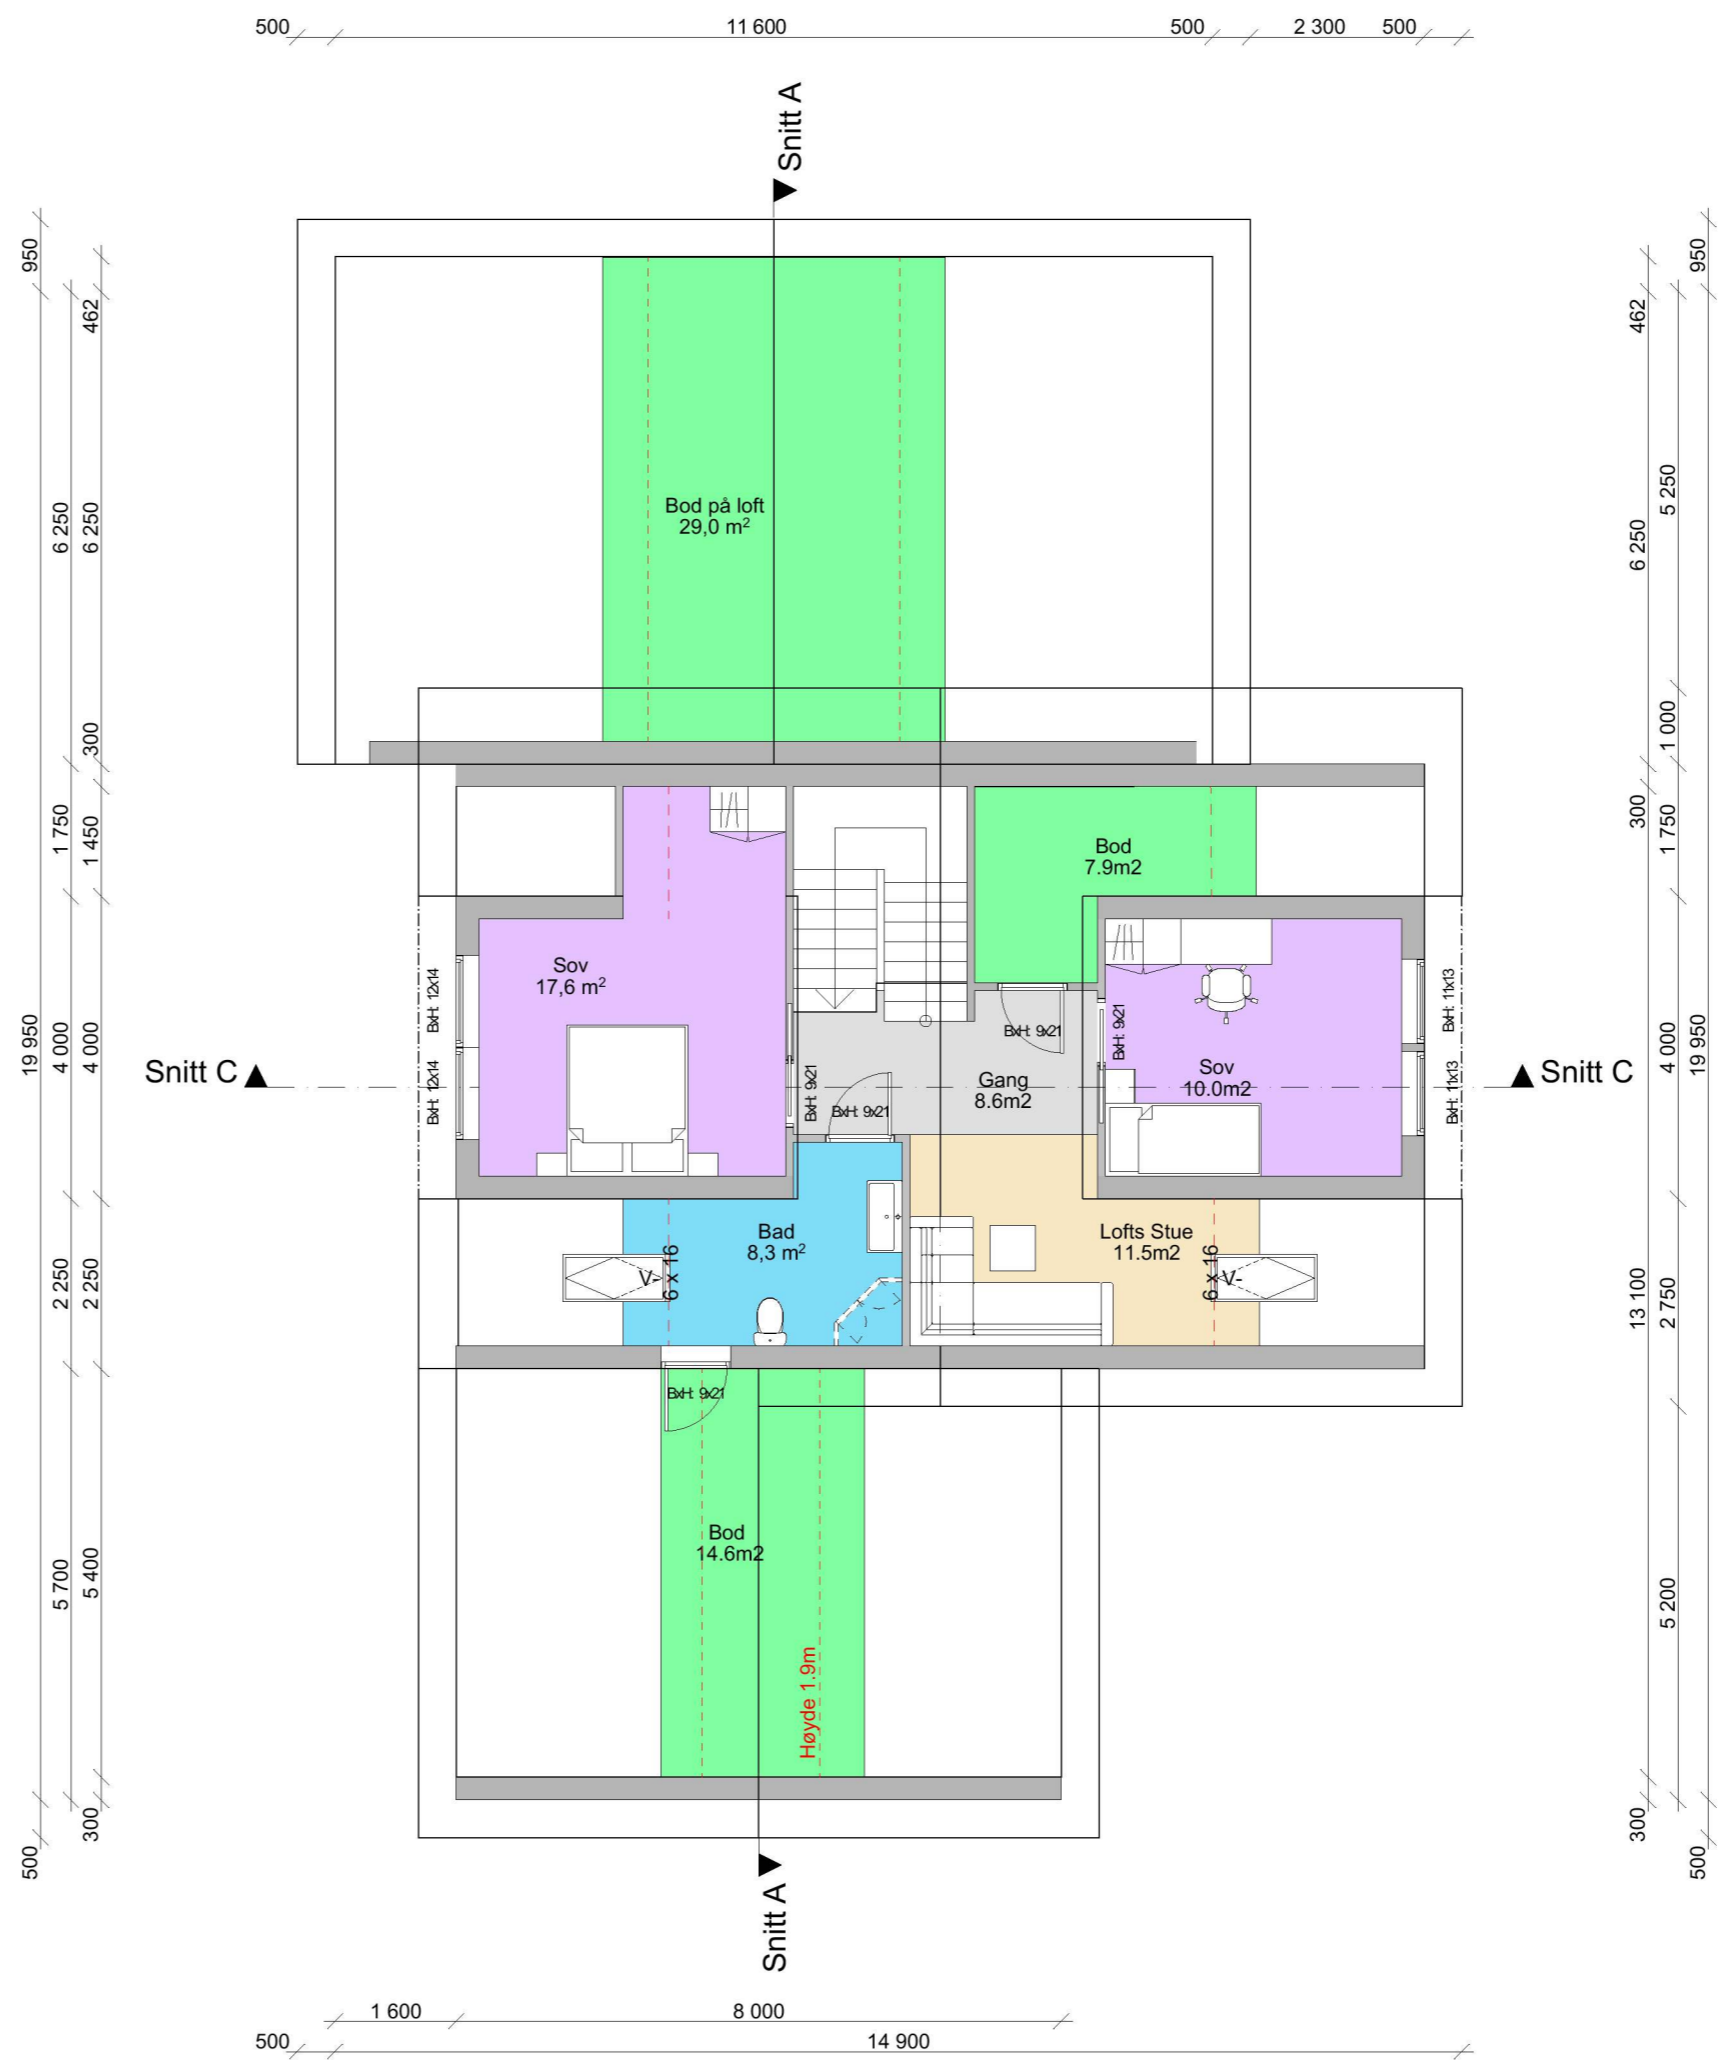 500
11 600
500
2 300
500
Snitt A
950
462
6 250
6 250
300
1 750
1 450
19 950
4 000
4 000
2 250
2 250
5 700
5 400
300
500
950
462
5 250
6 250
1 000
300
1 750
4 000
19 950
13 100
2 750
5 200
300
500
Bod på loft
29,0 m²
Bod
7.9m2
Sov
17,6 m²
BxH: 12x14
BxH: 12x14
BxH: 9x21
BxH: 9x21
BxH: 9x21
BxH: 9x21
BxH: 11x13
BxH: 11x13
Snitt C
Snitt C
Gang
8.6m2
Sov
10.0m2
Bad
8,3 m²
Lofts Stue
11.5m2
V-
6 x 16
6 x 16
V-
BxH: 9x21
Bod
14.6m2
Høyde 1.9m
Snitt A
1 600
8 000
500
14 900